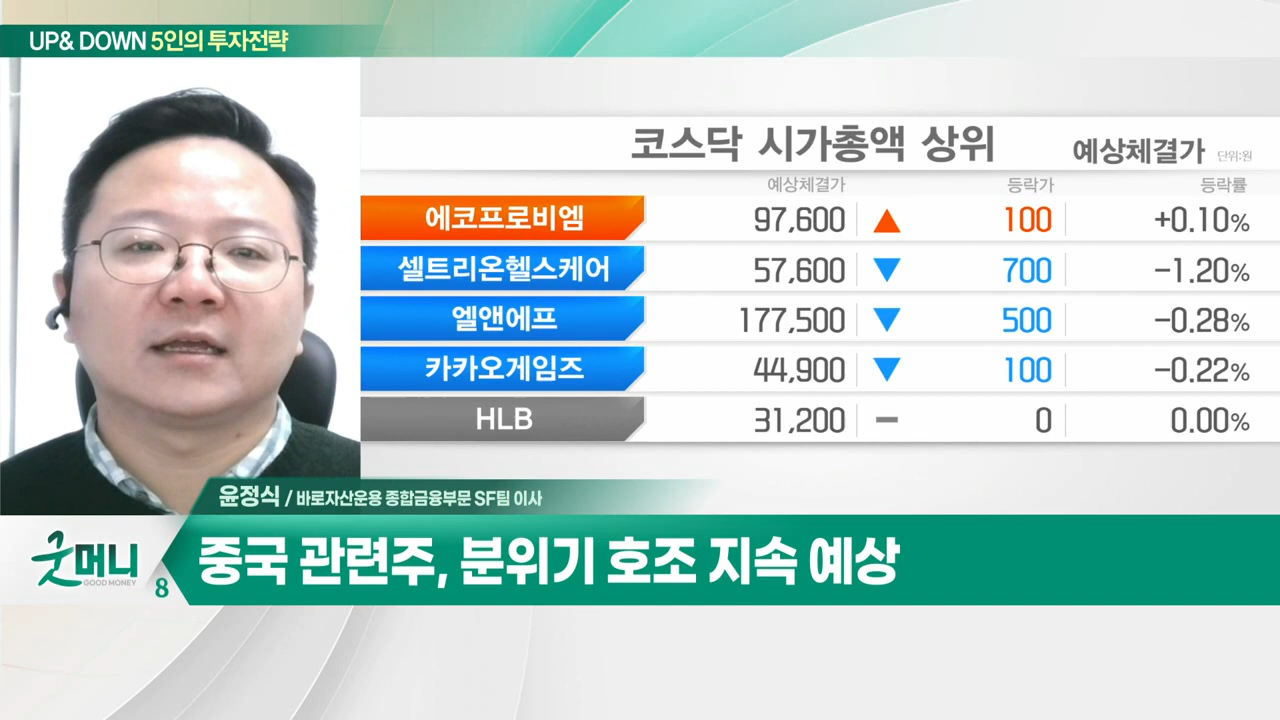 UP& DOWN 5인의 투자전략
코스닥 시가총액 상위 예상체결가 단위:원
예상체결가 등락가 등락률
에코프로비엠 97,600 ▲ 100 +0.10%
셀트리온헬스케어 57,600 ▼ 700 -1.20%
엘앤에프 177,500 ▼ 500 -0.28%
카카오게임즈 44,900 ▼ 100 -0.22%
HLB 31,200 - 0 0.00%
윤정식 / 바로자산운용 종합금융부문 SF팀 이사
굿머니
GOOD MONEY
8
중국 관련주, 분위기 호조 지속 예상